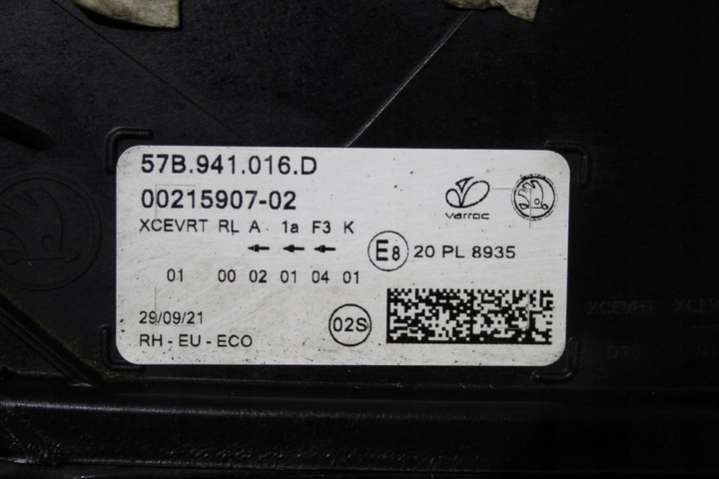 57B.941.016.D
00215907-02
XCEVRT RL A 1a F3 K
01 00 02 01 04 01
29/09/21
RH - EU - ECO
varroc
E8 20 PL 8935
02S
XCEVRT